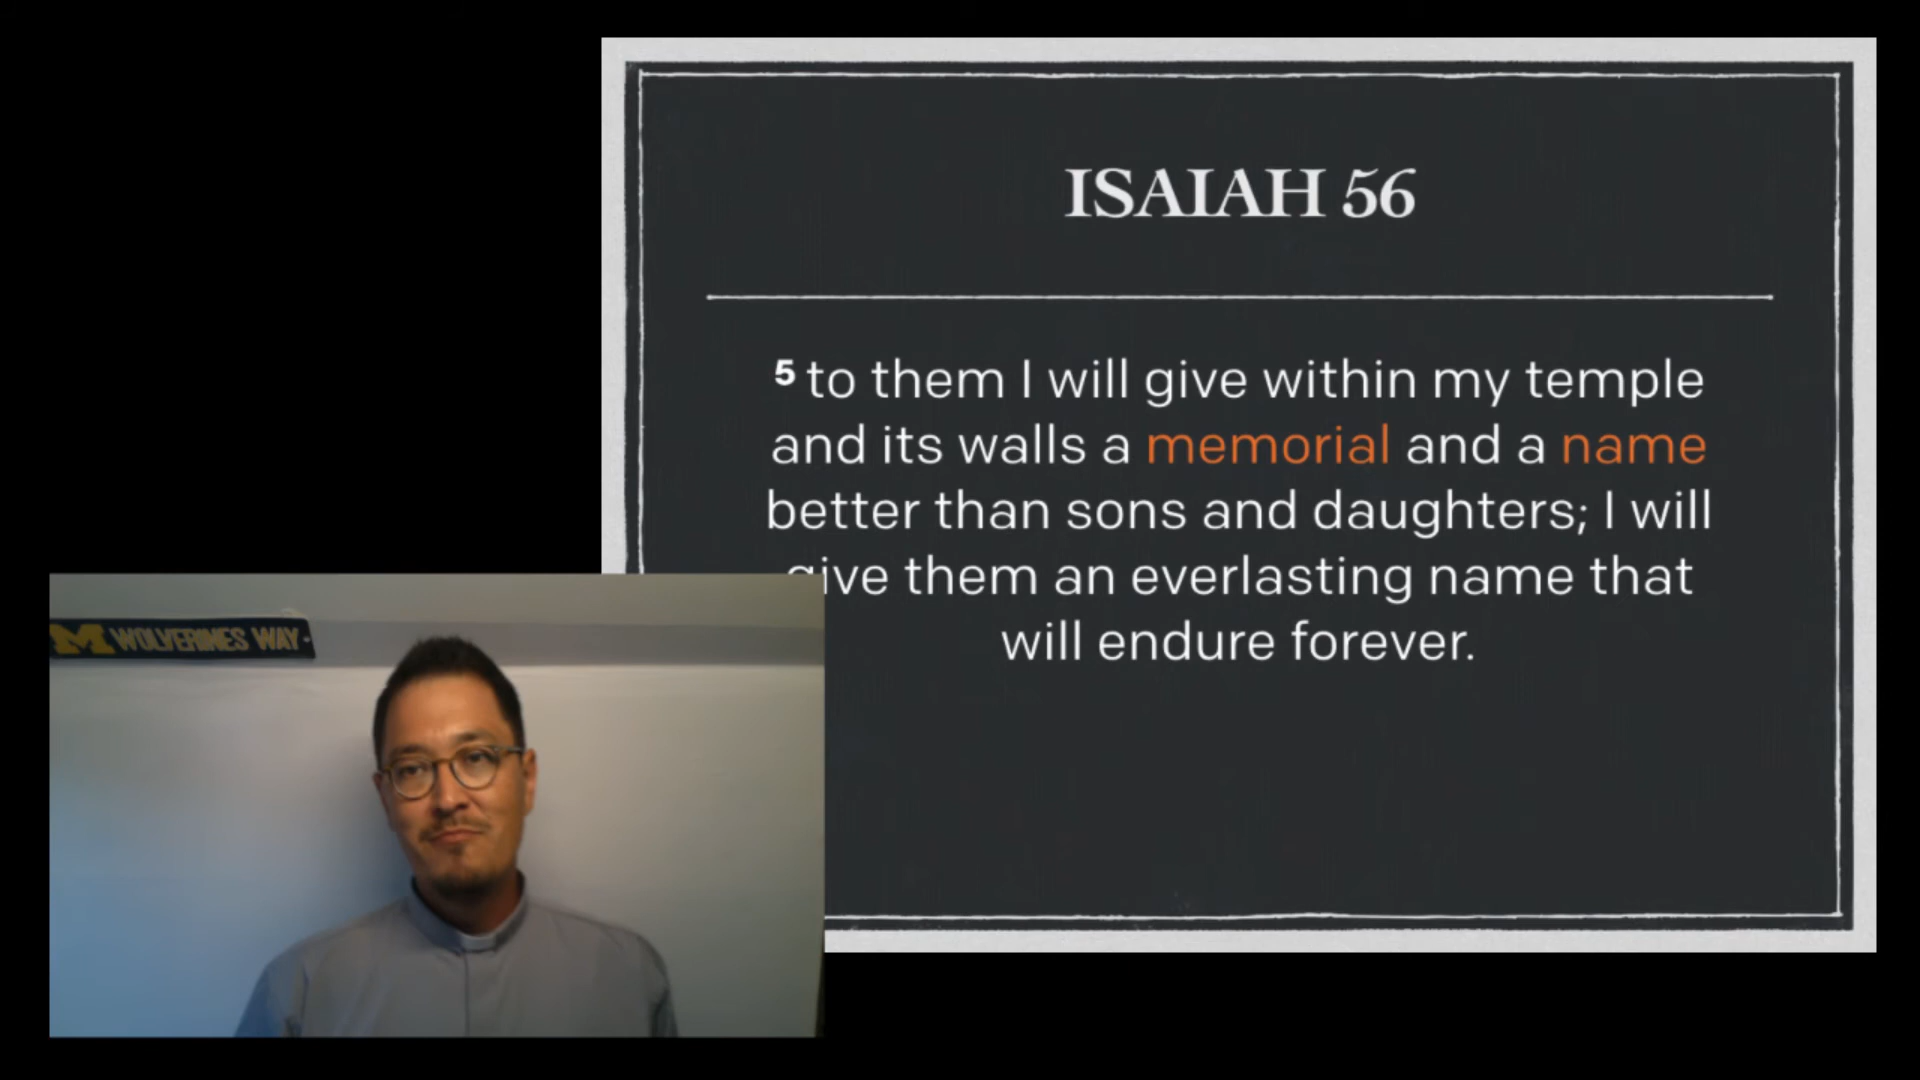 ISAIAH 56
5 to them I will give within my temple
and its walls a memorial and a name
better than sons and daughters; I will
give them an everlasting name that
will endure forever.
M WOLVERINES WAY